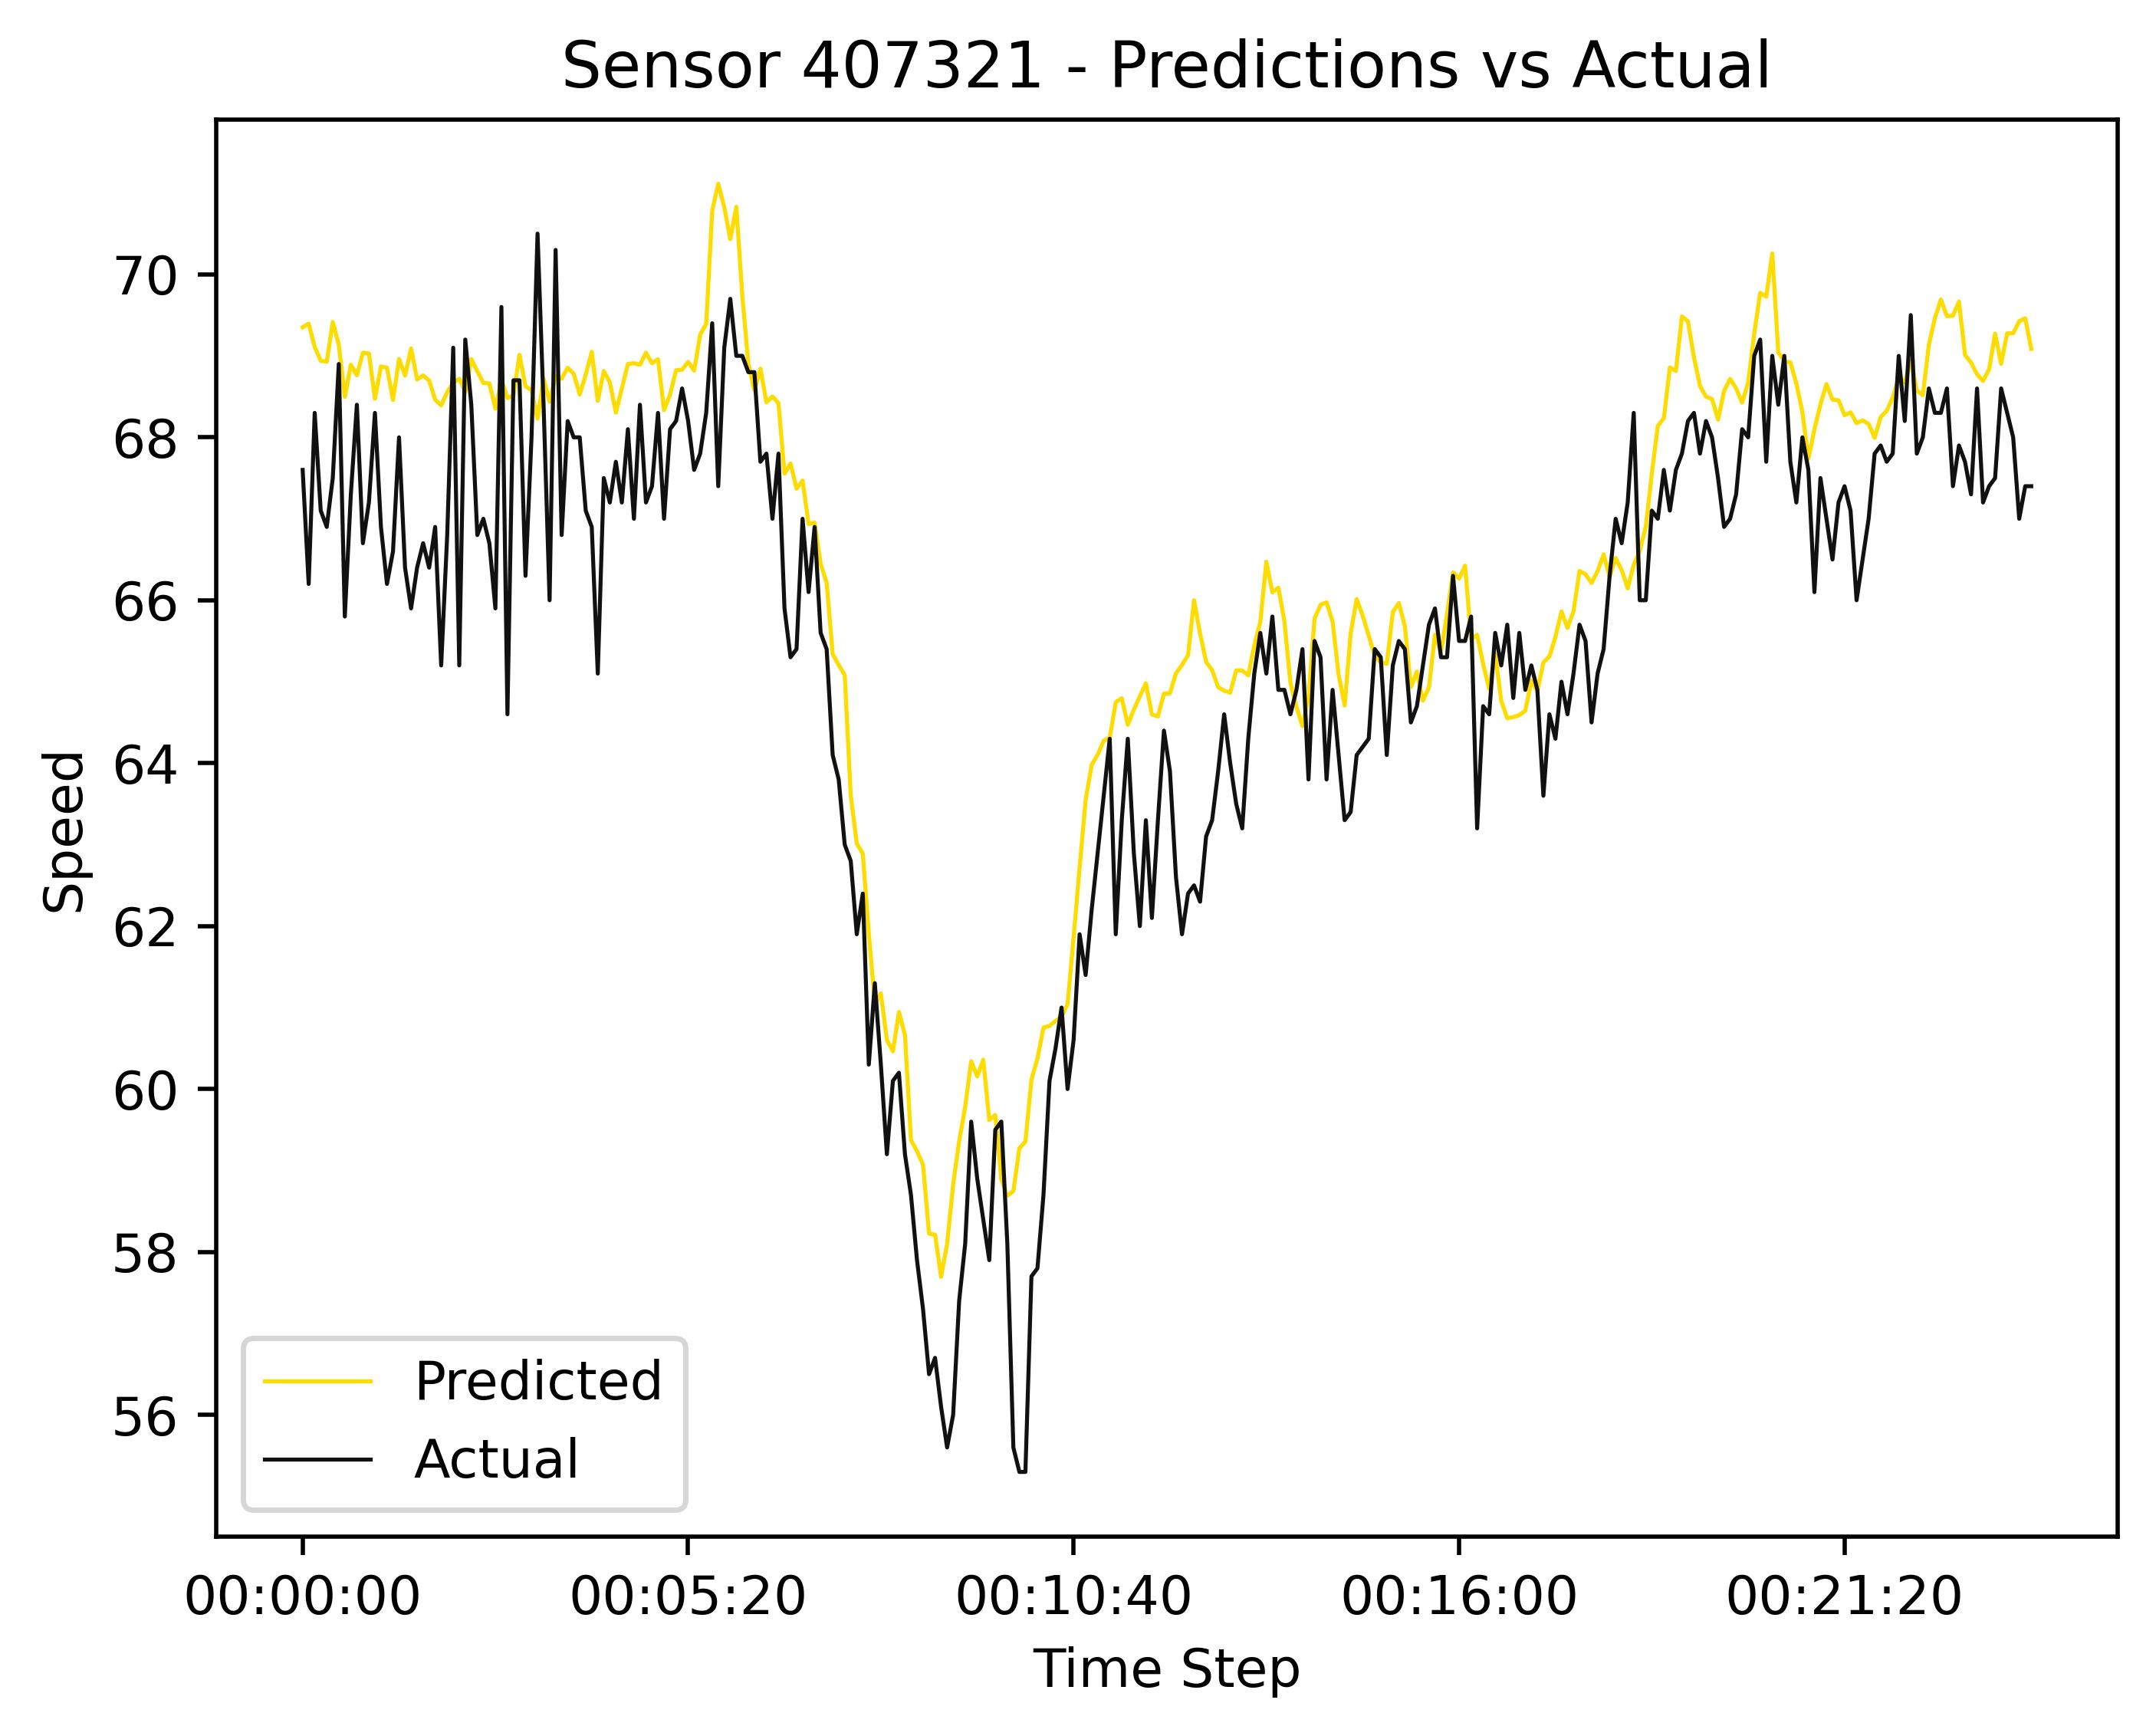 Sensor 407321 - Predictions vs Actual
70
68
66
64
62
60
58
56
Speed
Predicted
Actual
00:00:00 00:05:20 00:10:40 00:16:00 00:21:20
Time Step